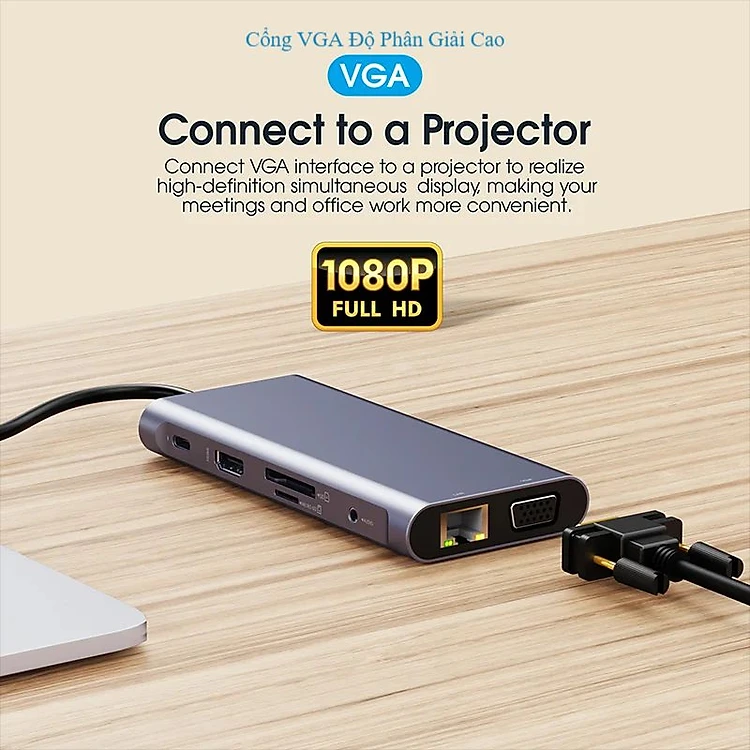 Cổng VGA Độ Phân Giải Cao
VGA
Connect to a Projector
Connect VGA interface to a projector to realize
high-definition simultaneous display, making your
meetings and office work more convenient.
1080P
FULL HD
AUDIO